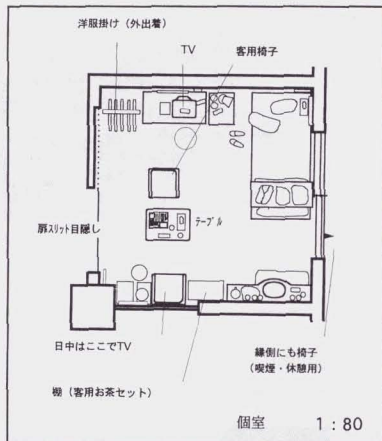 洋服掛け（外出着）
TV
客用椅子
扉スリット目隠し
テーブル
日中はここでTV
棚（客用お茶セット）
縁側にも椅子
（喫煙・休憩用）
個室 1：80